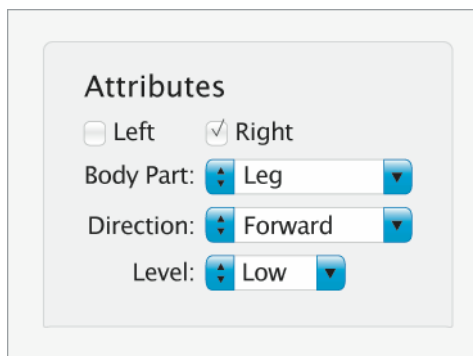 Attributes
Left Right
Body Part: Leg
Direction: Forward
Level: Low